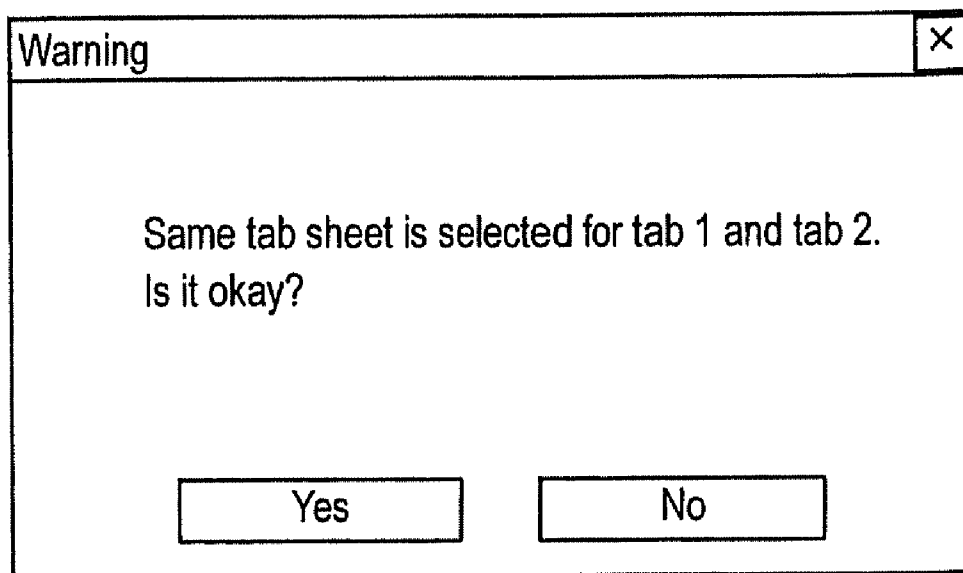 Warning
×
Same tab sheet is selected for tab 1 and tab 2.
Is it okay?
Yes
No